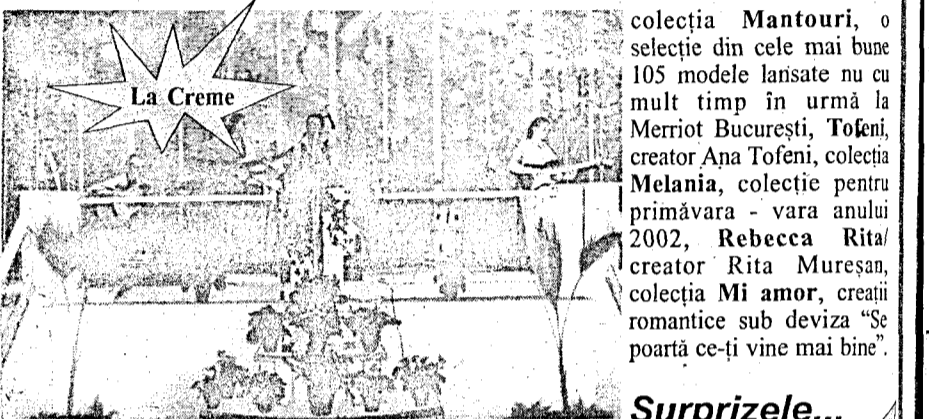 La Creme
colecția Mantouri, o
selecție din cele mai bune
105 modele lansate nu cu
mult timp în urmă la
Merriot București, Tofeni,
creator Ana Tofeni, colecția
Melania, colecție pentru
primăvara - vara anului
2002, Rebecca Rita/
creator Rita Mureșan,
colecția Mi amor, creații
romantice sub deviza “Se
poartă ce-ți vine mai bine”.
Surprizele...